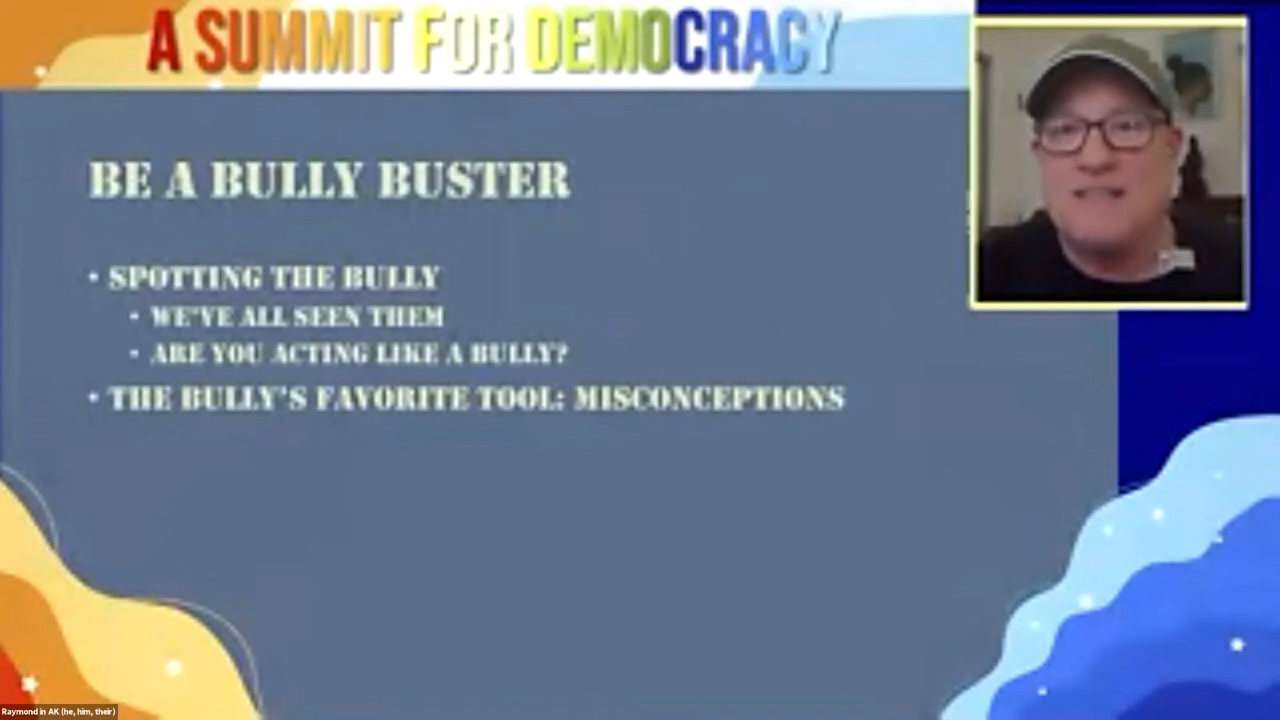 A SUMMIT FOR DEMOCRACY
BE A BULLY BUSTER
• SPOTTING THE BULLY
• WE'VE ALL SEEN THEM
• ARE YOU ACTING LIKE A BULLY?
• THE BULLY'S FAVORITE TOOL: MISCONCEPTIONS
Raymond in AK (he, him, their)